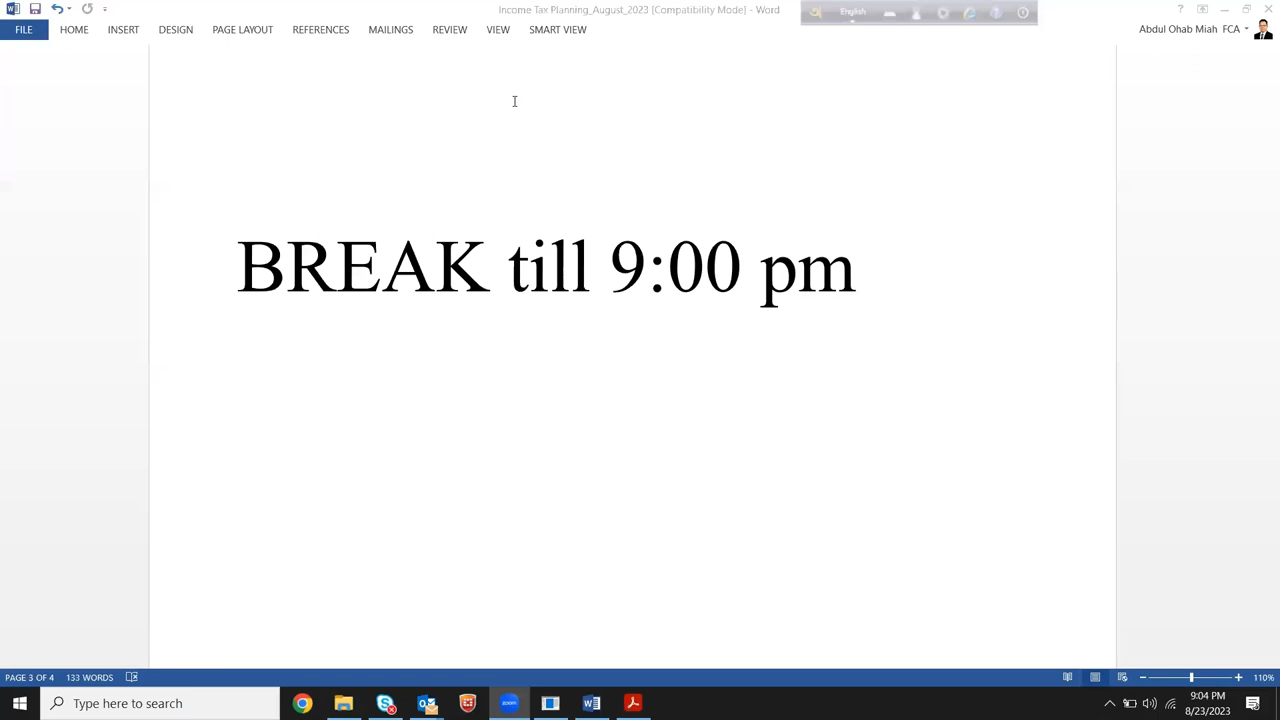 Income Tax Planning_August_2023 [Compatibility Mode] - Word
English
FILE HOME INSERT DESIGN PAGE LAYOUT REFERENCES MAILINGS REVIEW VIEW SMART VIEW
Abdul Ohab Miah FCA
BREAK till 9:00 pm
PAGE 3 OF 4 133 WORDS
110%
Type here to search
zoom
9:04 PM
8/23/2023